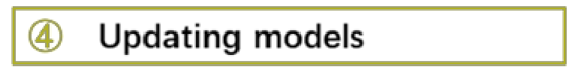 ④ Updating models